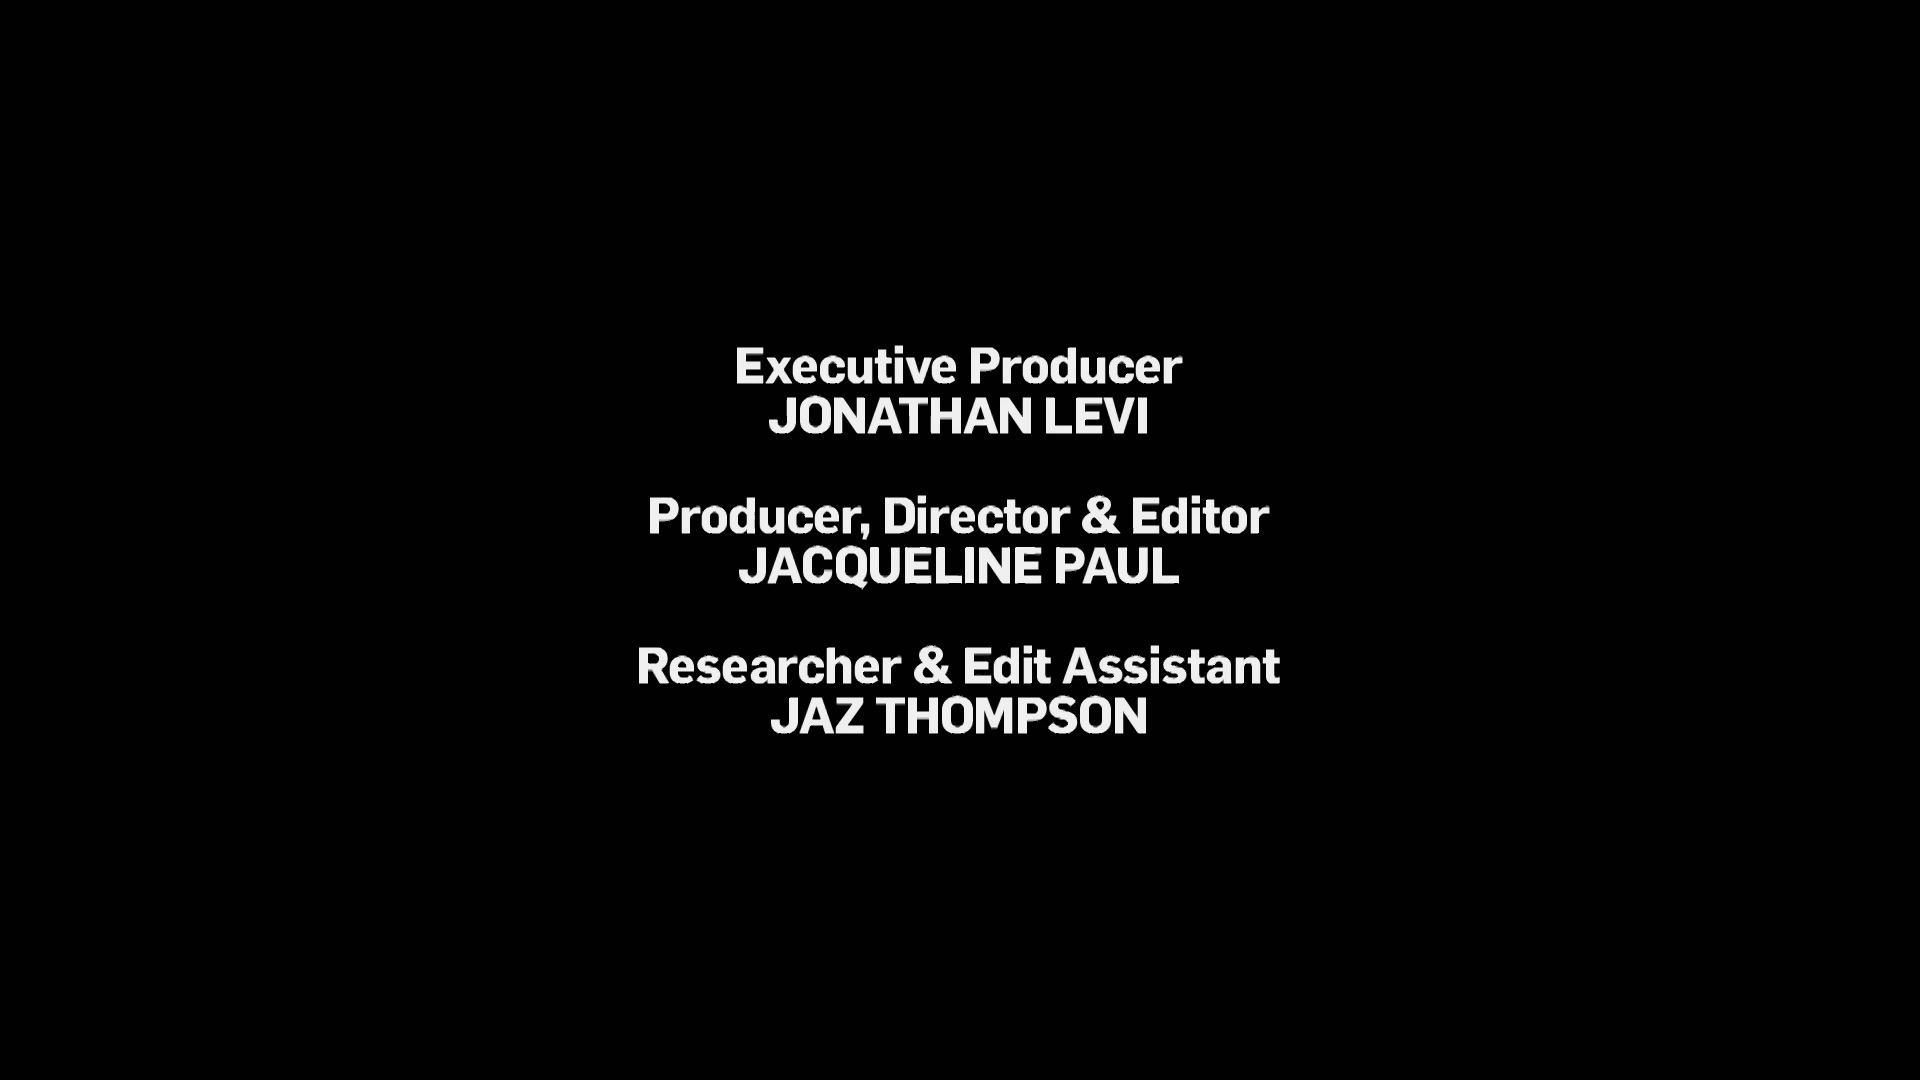 Executive Producer
JONATHAN LEVI
Producer, Director & Editor
JACQUELINE PAUL
Researcher & Edit Assistant
JAZ THOMPSON